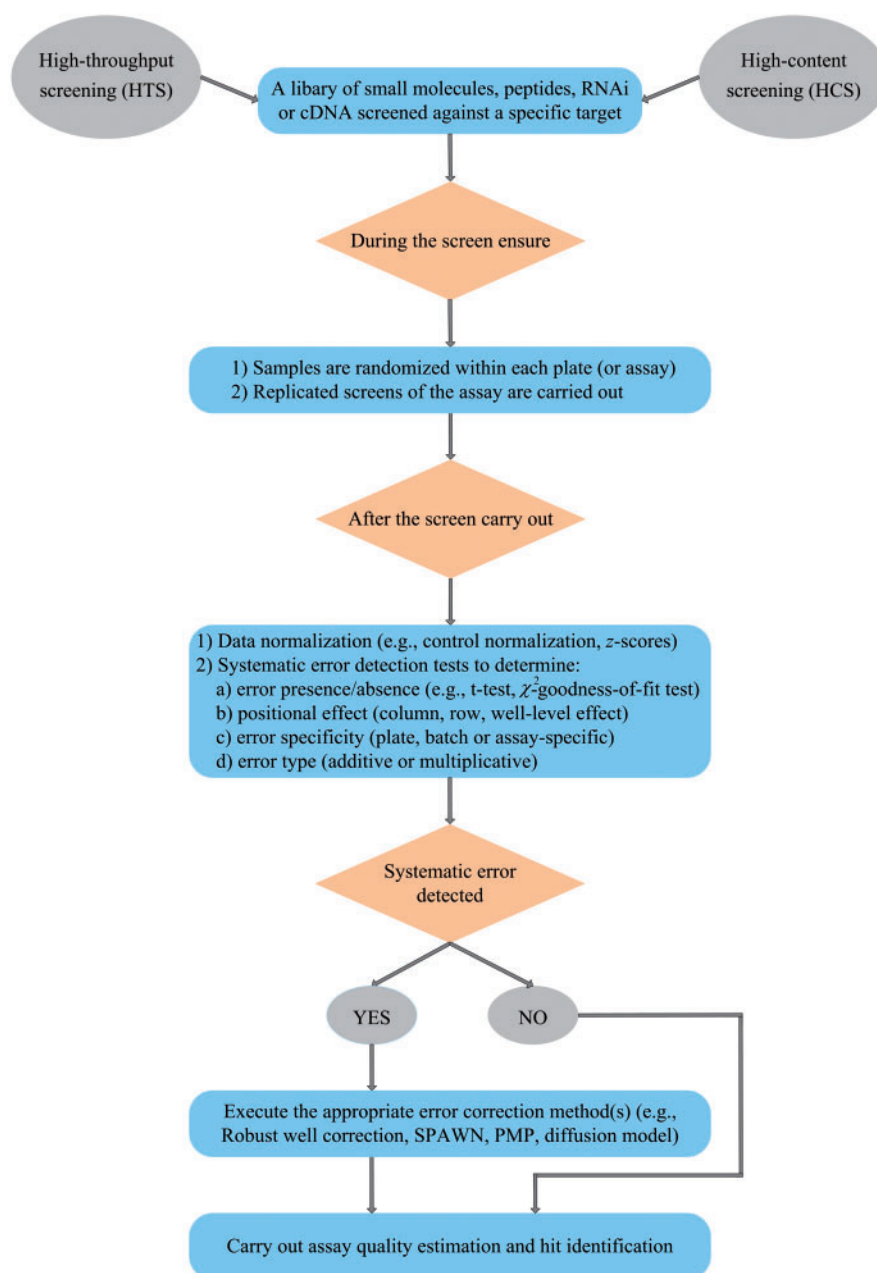 High-throughput
screening (HTS)
High-content
screening (HCS)
A libary of small molecules, peptides, RNAi
or cDNA screened against a specific target
During the screen ensure
1) Samples are randomized within each plate (or assay)
2) Replicated screens of the assay are carried out
After the screen carry out
1) Data normalization (e.g., control normalization, z-scores)
2) Systematic error detection tests to determine:
a) error presence/absence (e.g., t-test, χ²-goodness-of-fit test)
b) positional effect (column, row, well-level effect)
c) error specificity (plate, batch or assay-specific)
d) error type (additive or multiplicative)
Systematic error
detected
YES
NO
Execute the appropriate error correction method(s) (e.g.,
Robust well correction, SPAWN, PMP, diffusion model)
Carry out assay quality estimation and hit identification